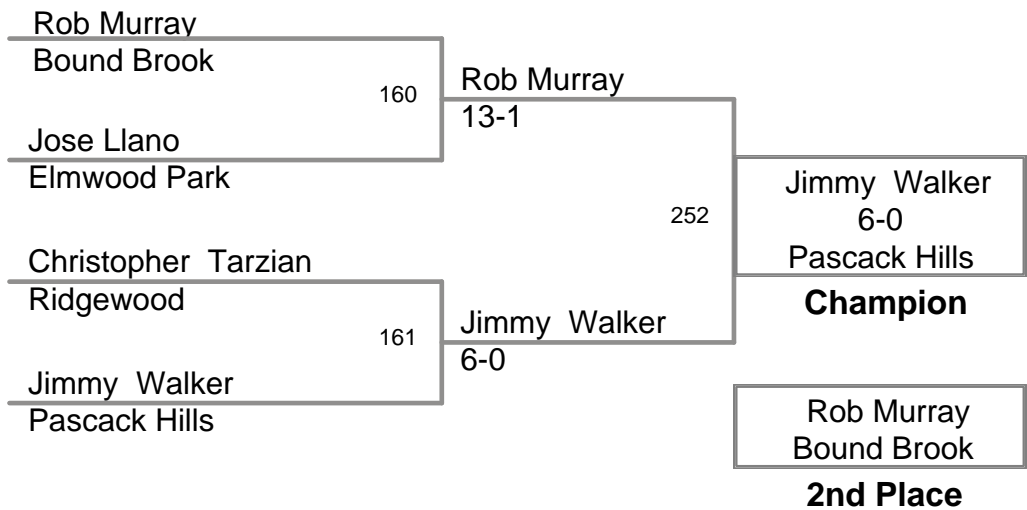 Rob Murray
Bound Brook
160
Rob Murray
13-1
Jose Llano
Elmwood Park
252
Jimmy Walker
6-0
Pascack Hills
Champion
Christopher Tarzian
Ridgewood
161
Jimmy Walker
6-0
Jimmy Walker
Pascack Hills
Rob Murray
Bound Brook
2nd Place